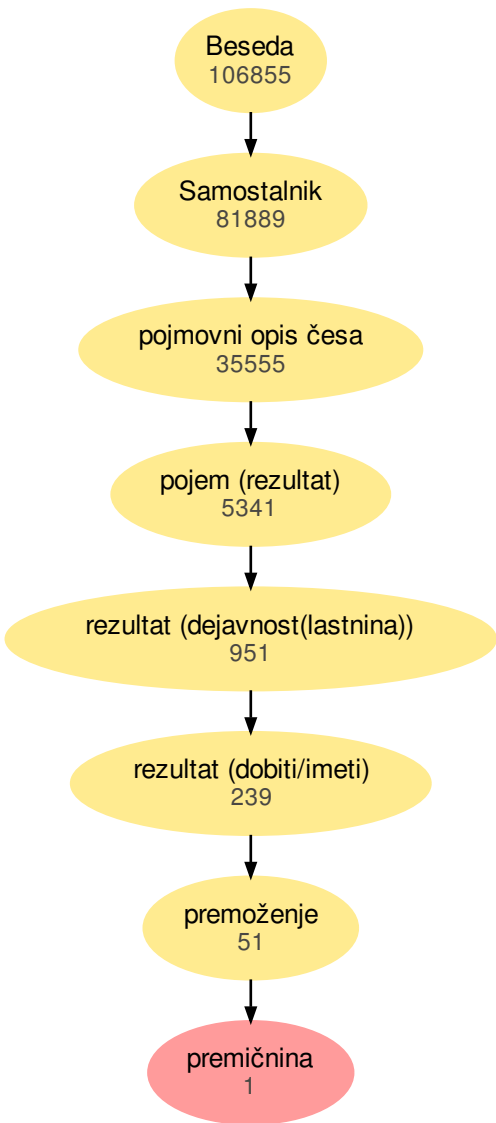 Beseda
106855
Samostalnik
81889
pojmovni opis česa
35555
pojem (rezultat)
5341
rezultat (dejavnost(lastnina))
951
rezultat (dobiti/imeti)
239
premoženje
51
premičnina
1